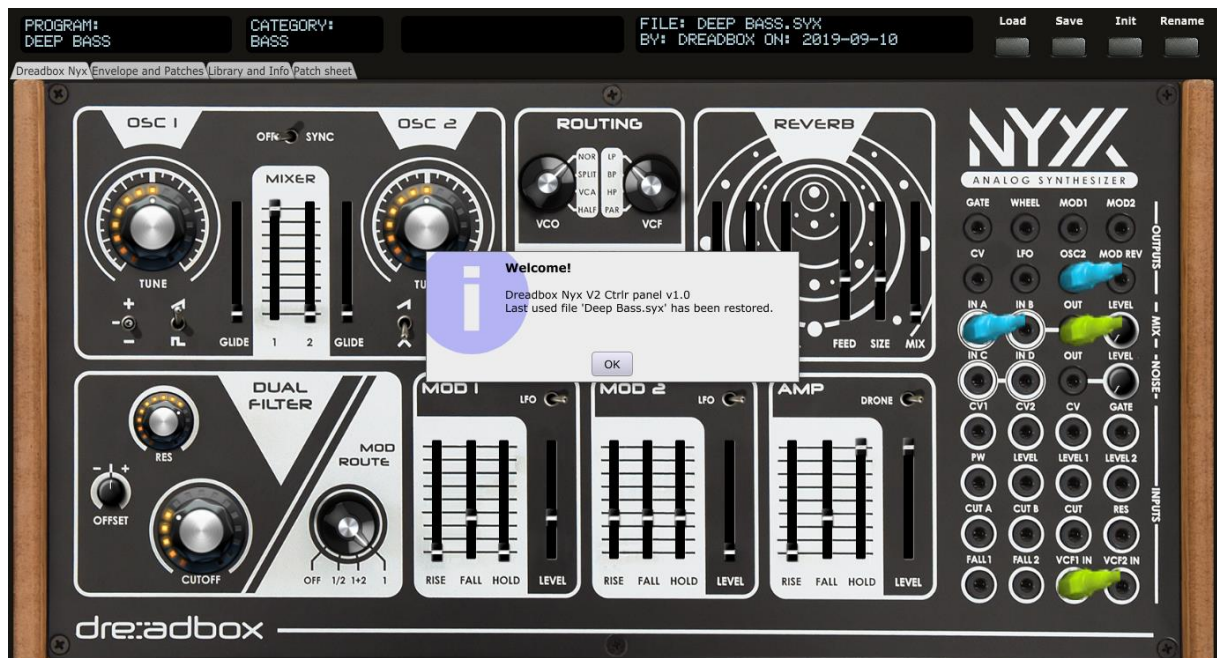 PROGRAM:
DEEP BASS
CATEGORY:
BASS
FILE: DEEP BASS.SYX
BY: DREADBOX ON: 2019-09-10
Load Save Init Rename
Dreadbox Nyx Envelope and Patches Library and Info Patch sheet
OSC 1
OFF SYNC
OSC 2
MIXER
TUNE
+
-
GLIDE 1 2 GLIDE
ROUTING
NOR LP
SPLIT BP
VCA HP
HALF PAR
VCO VCF
REVERB
FEED SIZE MIX
Welcome!
Dreadbox Nyx V2 Ctrlr panel v1.0
Last used file 'Deep Bass.syx' has been restored.
OK
NYX
ANALOG SYNTHESIZER
GATE WHEEL MOD1 MOD2
CV LFO OSC2 MOD REV
OUTPUTS
IN A IN B OUT LEVEL
MIX
IN C IN D OUT LEVEL
NOISE
CV1 CV2 CV GATE
PW LEVEL LEVEL 1 LEVEL 2
CUT A CUT B CUT RES
INPUTS
FALL 1 FALL 2 VCF1 IN VCF2 IN
DUAL
FILTER
RES
- +
OFFSET
CUTOFF
MOD
ROUTE
OFF 1/2 1+2 1
MOD 1
LFO
RISE FALL HOLD LEVEL
MOD 2
LFO
RISE FALL HOLD LEVEL
AMP
DRONE
RISE FALL HOLD LEVEL
dreadbox